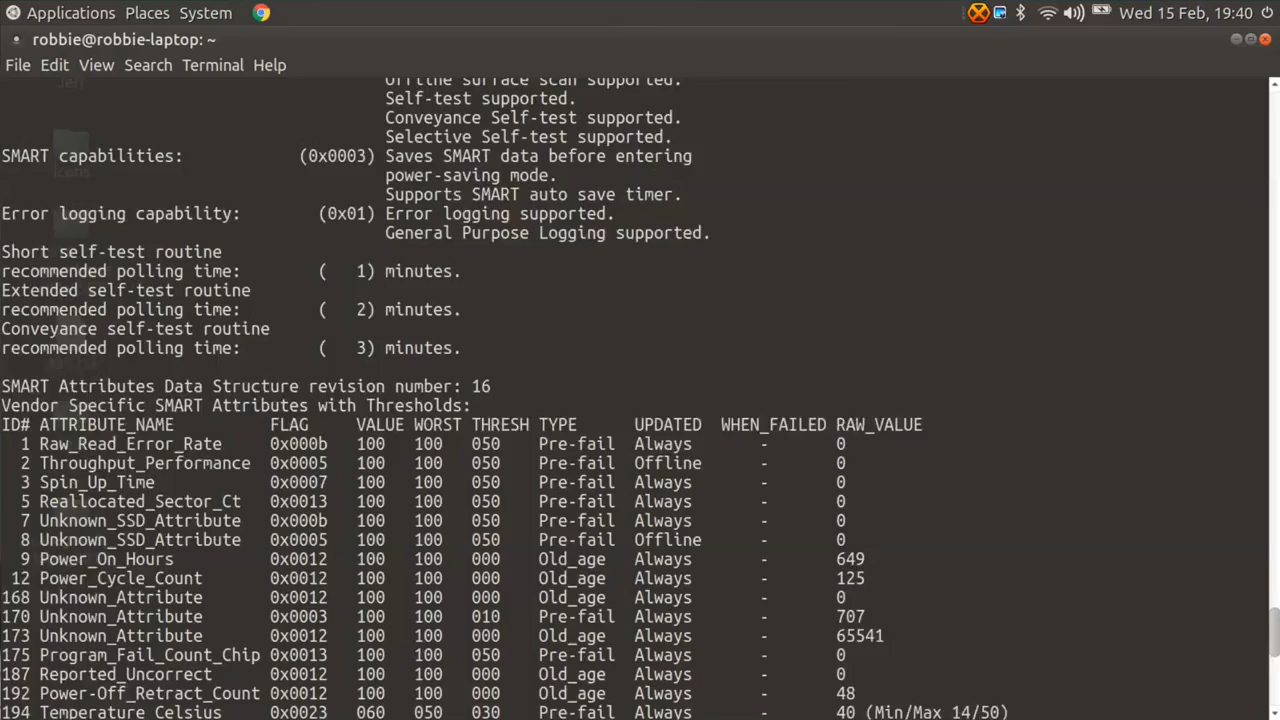 Applications Places System Wed 15 Feb, 19:40
robbie@robbie-laptop: ~
File Edit View Search Terminal Help
Offline surface scan supported.
Self-test supported.
Conveyance Self-test supported.
Selective Self-test supported.
SMART capabilities: (0x0003) Saves SMART data before entering
power-saving mode.
Supports SMART auto save timer.
Error logging capability: (0x01) Error logging supported.
General Purpose Logging supported.
Short self-test routine
recommended polling time: ( 1) minutes.
Extended self-test routine
recommended polling time: ( 2) minutes.
Conveyance self-test routine
recommended polling time: ( 3) minutes.
SMART Attributes Data Structure revision number: 16
Vendor Specific SMART Attributes with Thresholds:
ID# ATTRIBUTE_NAME FLAG VALUE WORST THRESH TYPE UPDATED WHEN_FAILED RAW_VALUE
1 Raw_Read_Error_Rate 0x000b 100 100 050 Pre-fail Always - 0
2 Throughput_Performance 0x0005 100 100 050 Pre-fail Offline - 0
3 Spin_Up_Time 0x0007 100 100 050 Pre-fail Always - 0
5 Reallocated_Sector_Ct 0x0013 100 100 050 Pre-fail Always - 0
7 Unknown_SSD_Attribute 0x000b 100 100 050 Pre-fail Always - 0
8 Unknown_SSD_Attribute 0x0005 100 100 050 Pre-fail Offline - 0
9 Power_On_Hours 0x0012 100 100 000 Old_age Always - 649
12 Power_Cycle_Count 0x0012 100 100 000 Old_age Always - 125
168 Unknown_Attribute 0x0012 100 100 000 Old_age Always - 0
170 Unknown_Attribute 0x0003 100 100 010 Pre-fail Always - 707
173 Unknown_Attribute 0x0012 100 100 000 Old_age Always - 65541
175 Program_Fail_Count_Chip 0x0013 100 100 050 Pre-fail Always - 0
187 Reported_Uncorrect 0x0012 100 100 000 Old_age Always - 0
192 Power-Off_Retract_Count 0x0012 100 100 000 Old_age Always - 48
194 Temperature_Celsius 0x0023 060 050 030 Pre-fail Always - 40 (Min/Max 14/50)